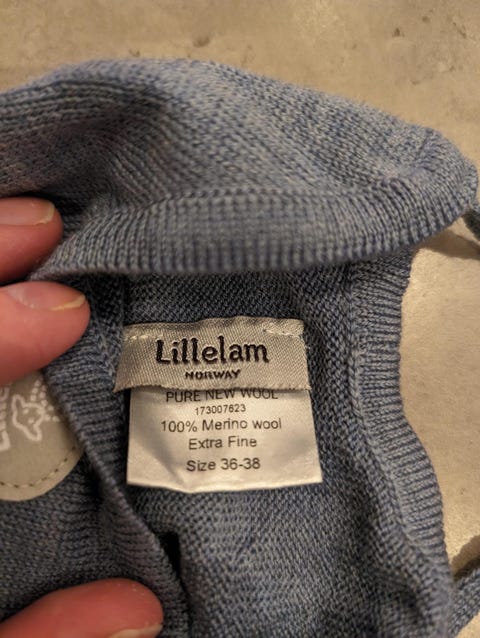 Lillelam
NORWAY
PURE NEW WOOL
173007623
100% Merino wool
Extra Fine
Size 36-38